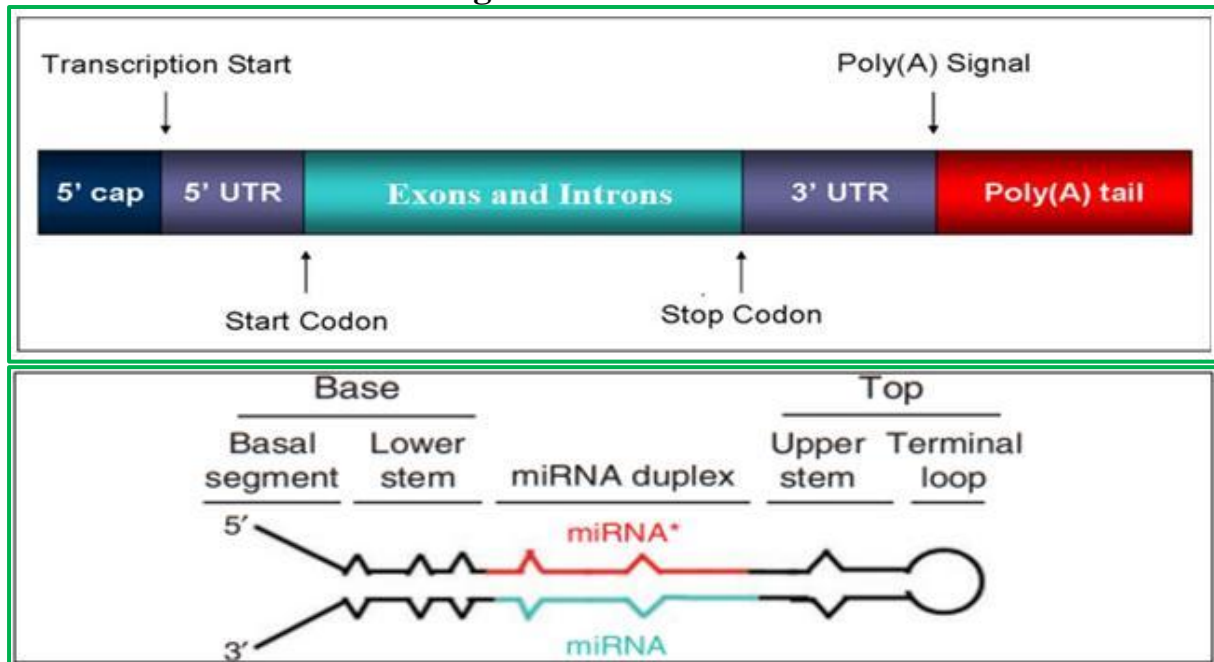 Transcription Start Poly(A) Signal
5' cap 5' UTR Exons and Introns 3' UTR Poly(A) tail
Start Codon Stop Codon
Base Top
Basal segment Lower stem miRNA duplex Upper stem Terminal loop
5′
miRNA*
miRNA
3′